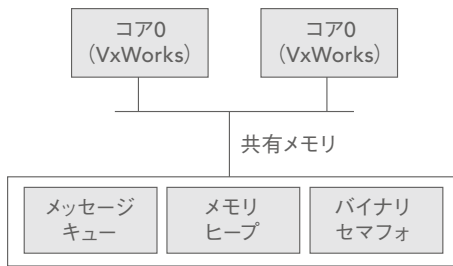 コア0
（VxWorks）
コア0
（VxWorks）
共有メモリ
メッセージ
キュー
メモリ
ヒープ
バイナリ
セマフォ